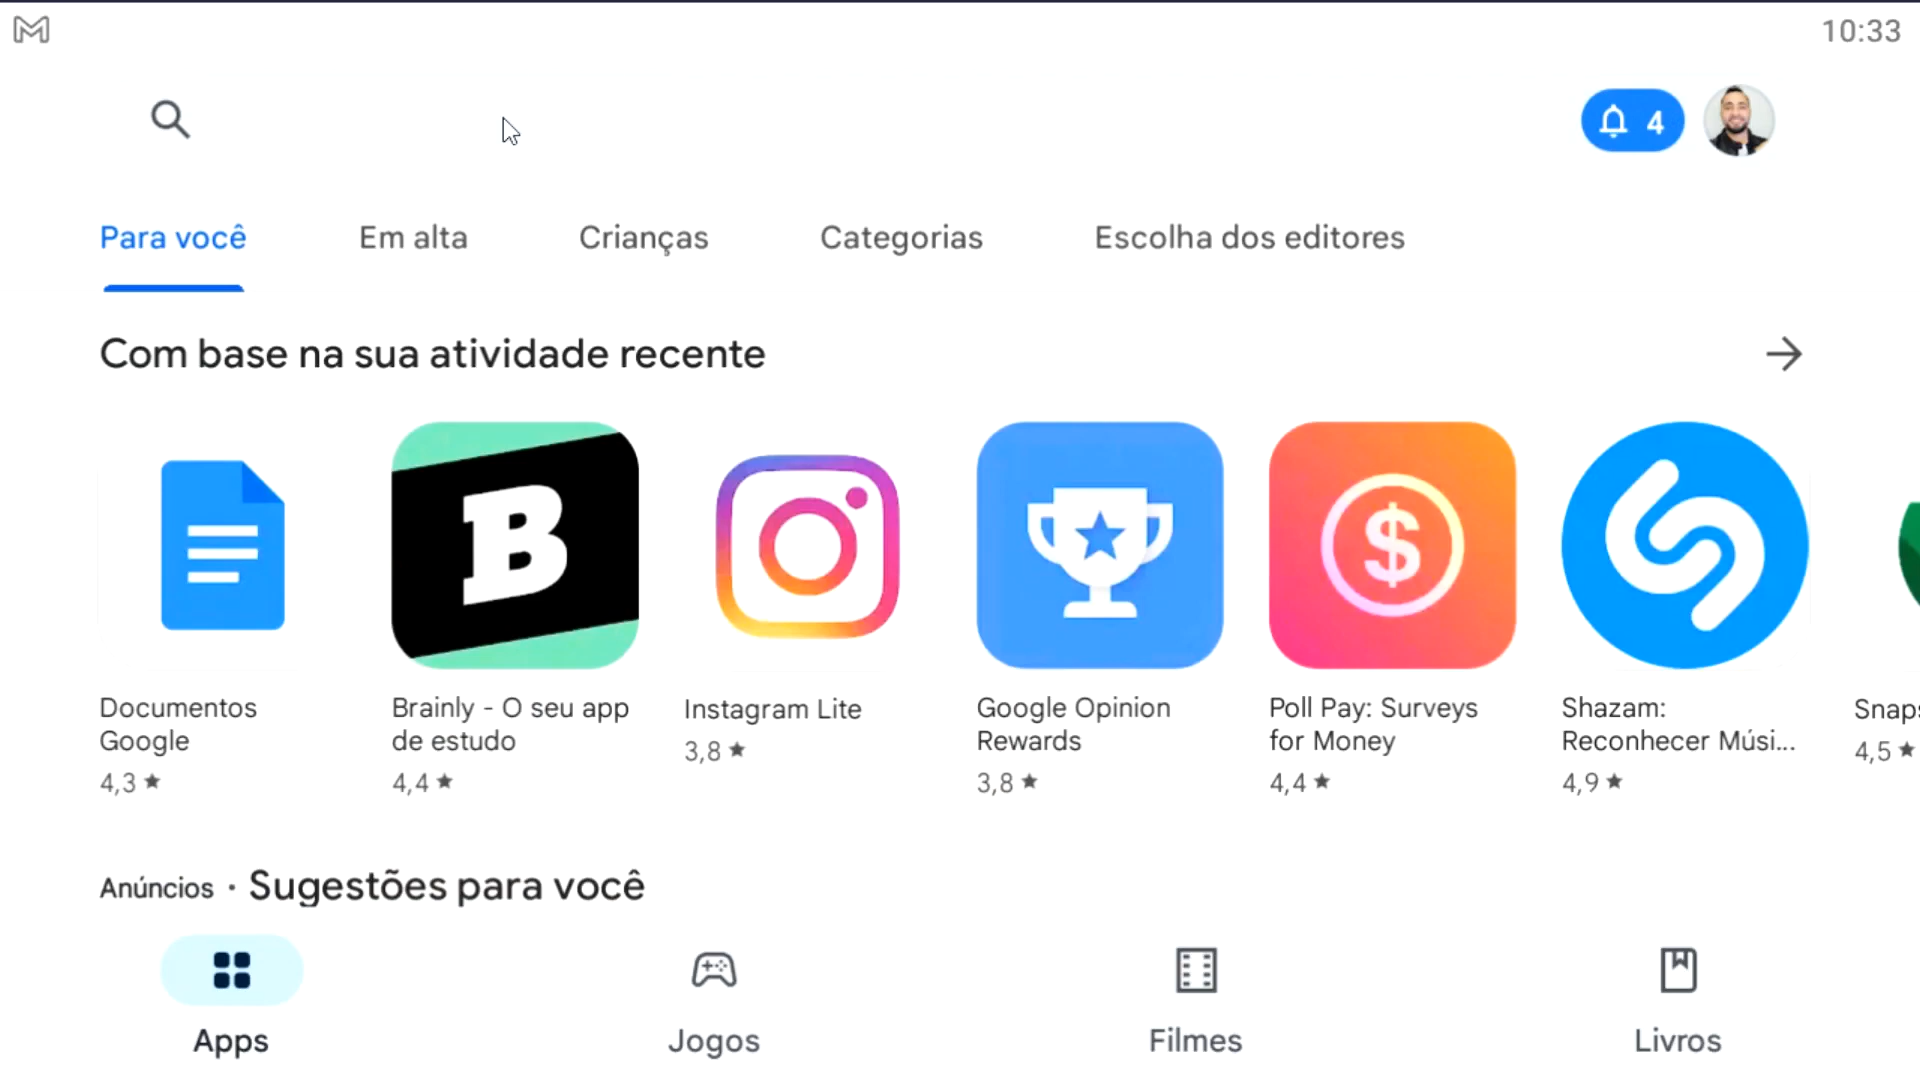 10:33
4
Para você
Em alta
Crianças
Categorias
Escolha dos editores
Com base na sua atividade recente
B
$
Documentos
Google
4,3 ★
Brainly - O seu app
de estudo
4,4 ★
Instagram Lite
3,8 ★
Google Opinion
Rewards
3,8 ★
Poll Pay: Surveys
for Money
4,4 ★
Shazam:
Reconhecer Músi...
4,9 ★
Snaps
4,5 ★
Anúncios · Sugestões para você
Apps
Jogos
Filmes
Livros